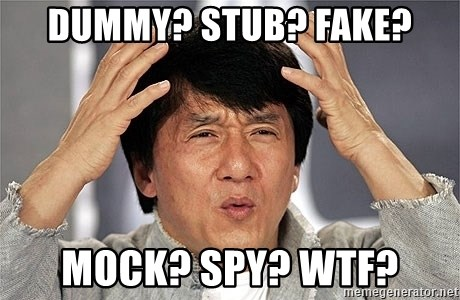 DUMMY? STUB? FAKE?
MOCK? SPY? WTF?
memegenerator.net